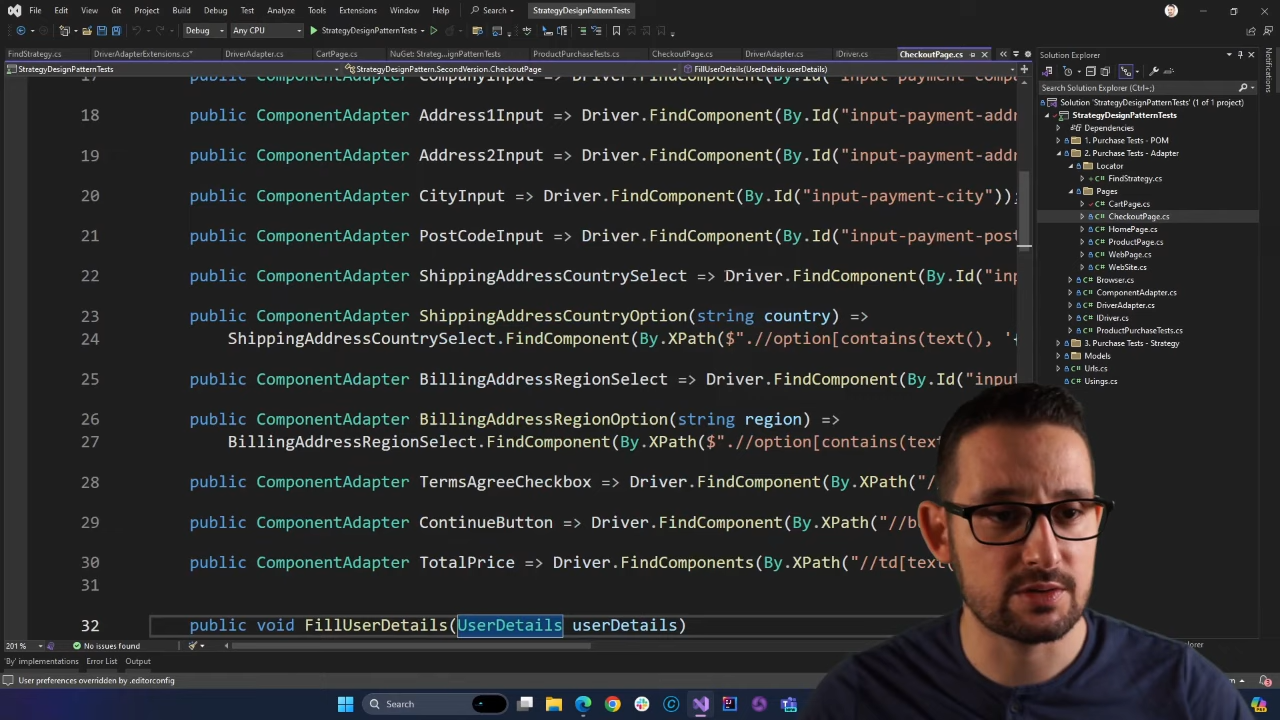 File Edit View Git Project Build Debug Test Analyze Tools Extensions Window Help Search StrategyDesignPatternTests
Debug Any CPU StrategyDesignPatternTests
FindStrategy.cs DriverAdapterExtensions.cs* DriverAdapter.cs CartPage.cs NuGet: Strateg...ignPatternTests ProductPurchaseTests.cs CheckoutPage.cs DriverAdapter.cs IDriver.cs CheckoutPage.cs
StrategyDesignPatternTests StrategyDesignPattern.SecondVersion.CheckoutPage FillUserDetails(UserDetails userDetails)
18 public ComponentAdapter Address1Input => Driver.FindComponent(By.Id("input-payment-addr
19 public ComponentAdapter Address2Input => Driver.FindComponent(By.Id("input-payment-addr
20 public ComponentAdapter CityInput => Driver.FindComponent(By.Id("input-payment-city"));
21 public ComponentAdapter PostCodeInput => Driver.FindComponent(By.Id("input-payment-post
22 public ComponentAdapter ShippingAddressCountrySelect => Driver.FindComponent(By.Id("inp
23 public ComponentAdapter ShippingAddressCountryOption(string country) =>
24 ShippingAddressCountrySelect.FindComponent(By.XPath($".//option[contains(text(), '{
25 public ComponentAdapter BillingAddressRegionSelect => Driver.FindComponent(By.Id("input
26 public ComponentAdapter BillingAddressRegionOption(string region) =>
27 BillingAddressRegionSelect.FindComponent(By.XPath($".//option[contains(text
28 public ComponentAdapter TermsAgreeCheckbox => Driver.FindComponent(By.XPath("/
29 public ComponentAdapter ContinueButton => Driver.FindComponent(By.XPath("//b
30 public ComponentAdapter TotalPrice => Driver.FindComponents(By.XPath("//td[text(
31
32 public void FillUserDetails(UserDetails userDetails)
201 % No issues found
'By' implementations Error List Output
User preferences overridden by .editorconfig
Search
Solution Explorer
Search Solution Explorer (Ctrl+;)
Solution 'StrategyDesignPatternTests' (1 of 1 project)
StrategyDesignPatternTests
Dependencies
1. Purchase Tests - POM
2. Purchase Tests - Adapter
Locator
FindStrategy.cs
Pages
CartPage.cs
CheckoutPage.cs
HomePage.cs
ProductPage.cs
WebPage.cs
WebSite.cs
Browser.cs
ComponentAdapter.cs
DriverAdapter.cs
IDriver.cs
ProductPurchaseTests.cs
3. Purchase Tests - Strategy
Models
Urls.cs
Usings.cs
Notifications